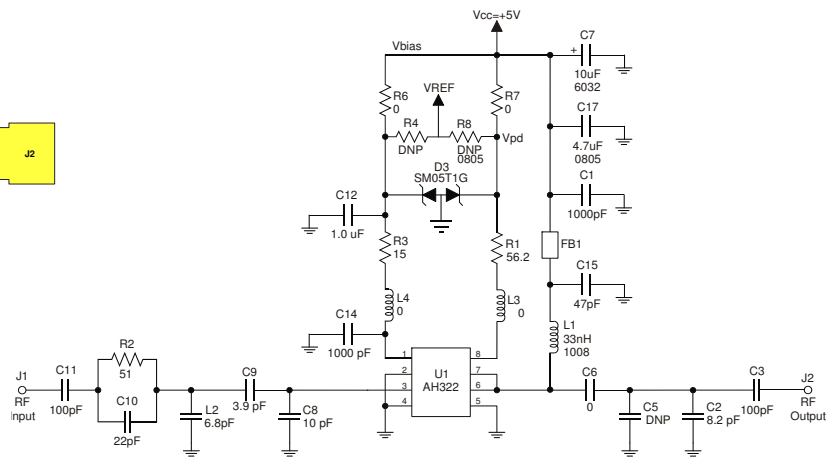 Vcc=+5V
Vbias
C7
+
10uF
6032
R6
0
VREF
R7
0
R4
DNP
R8
DNP
0805
Vpd
C17
4.7uF
0805
J2
D3
SM05T1G
C1
1000pF
C12
1.0 uF
R3
15
R1
56.2
FB1
C15
47pF
L4
0
L3
0
C14
1000 pF
L1
33nH
1008
R2
51
U1
AH322
1
2
3
4
8
7
6
5
J1
RF
Input
C11
100pF
C10
22pF
L2
6.8pF
C9
3.9 pF
C8
10 pF
C6
0
C5
DNP
C2
8.2 pF
C3
100pF
J2
RF
Output